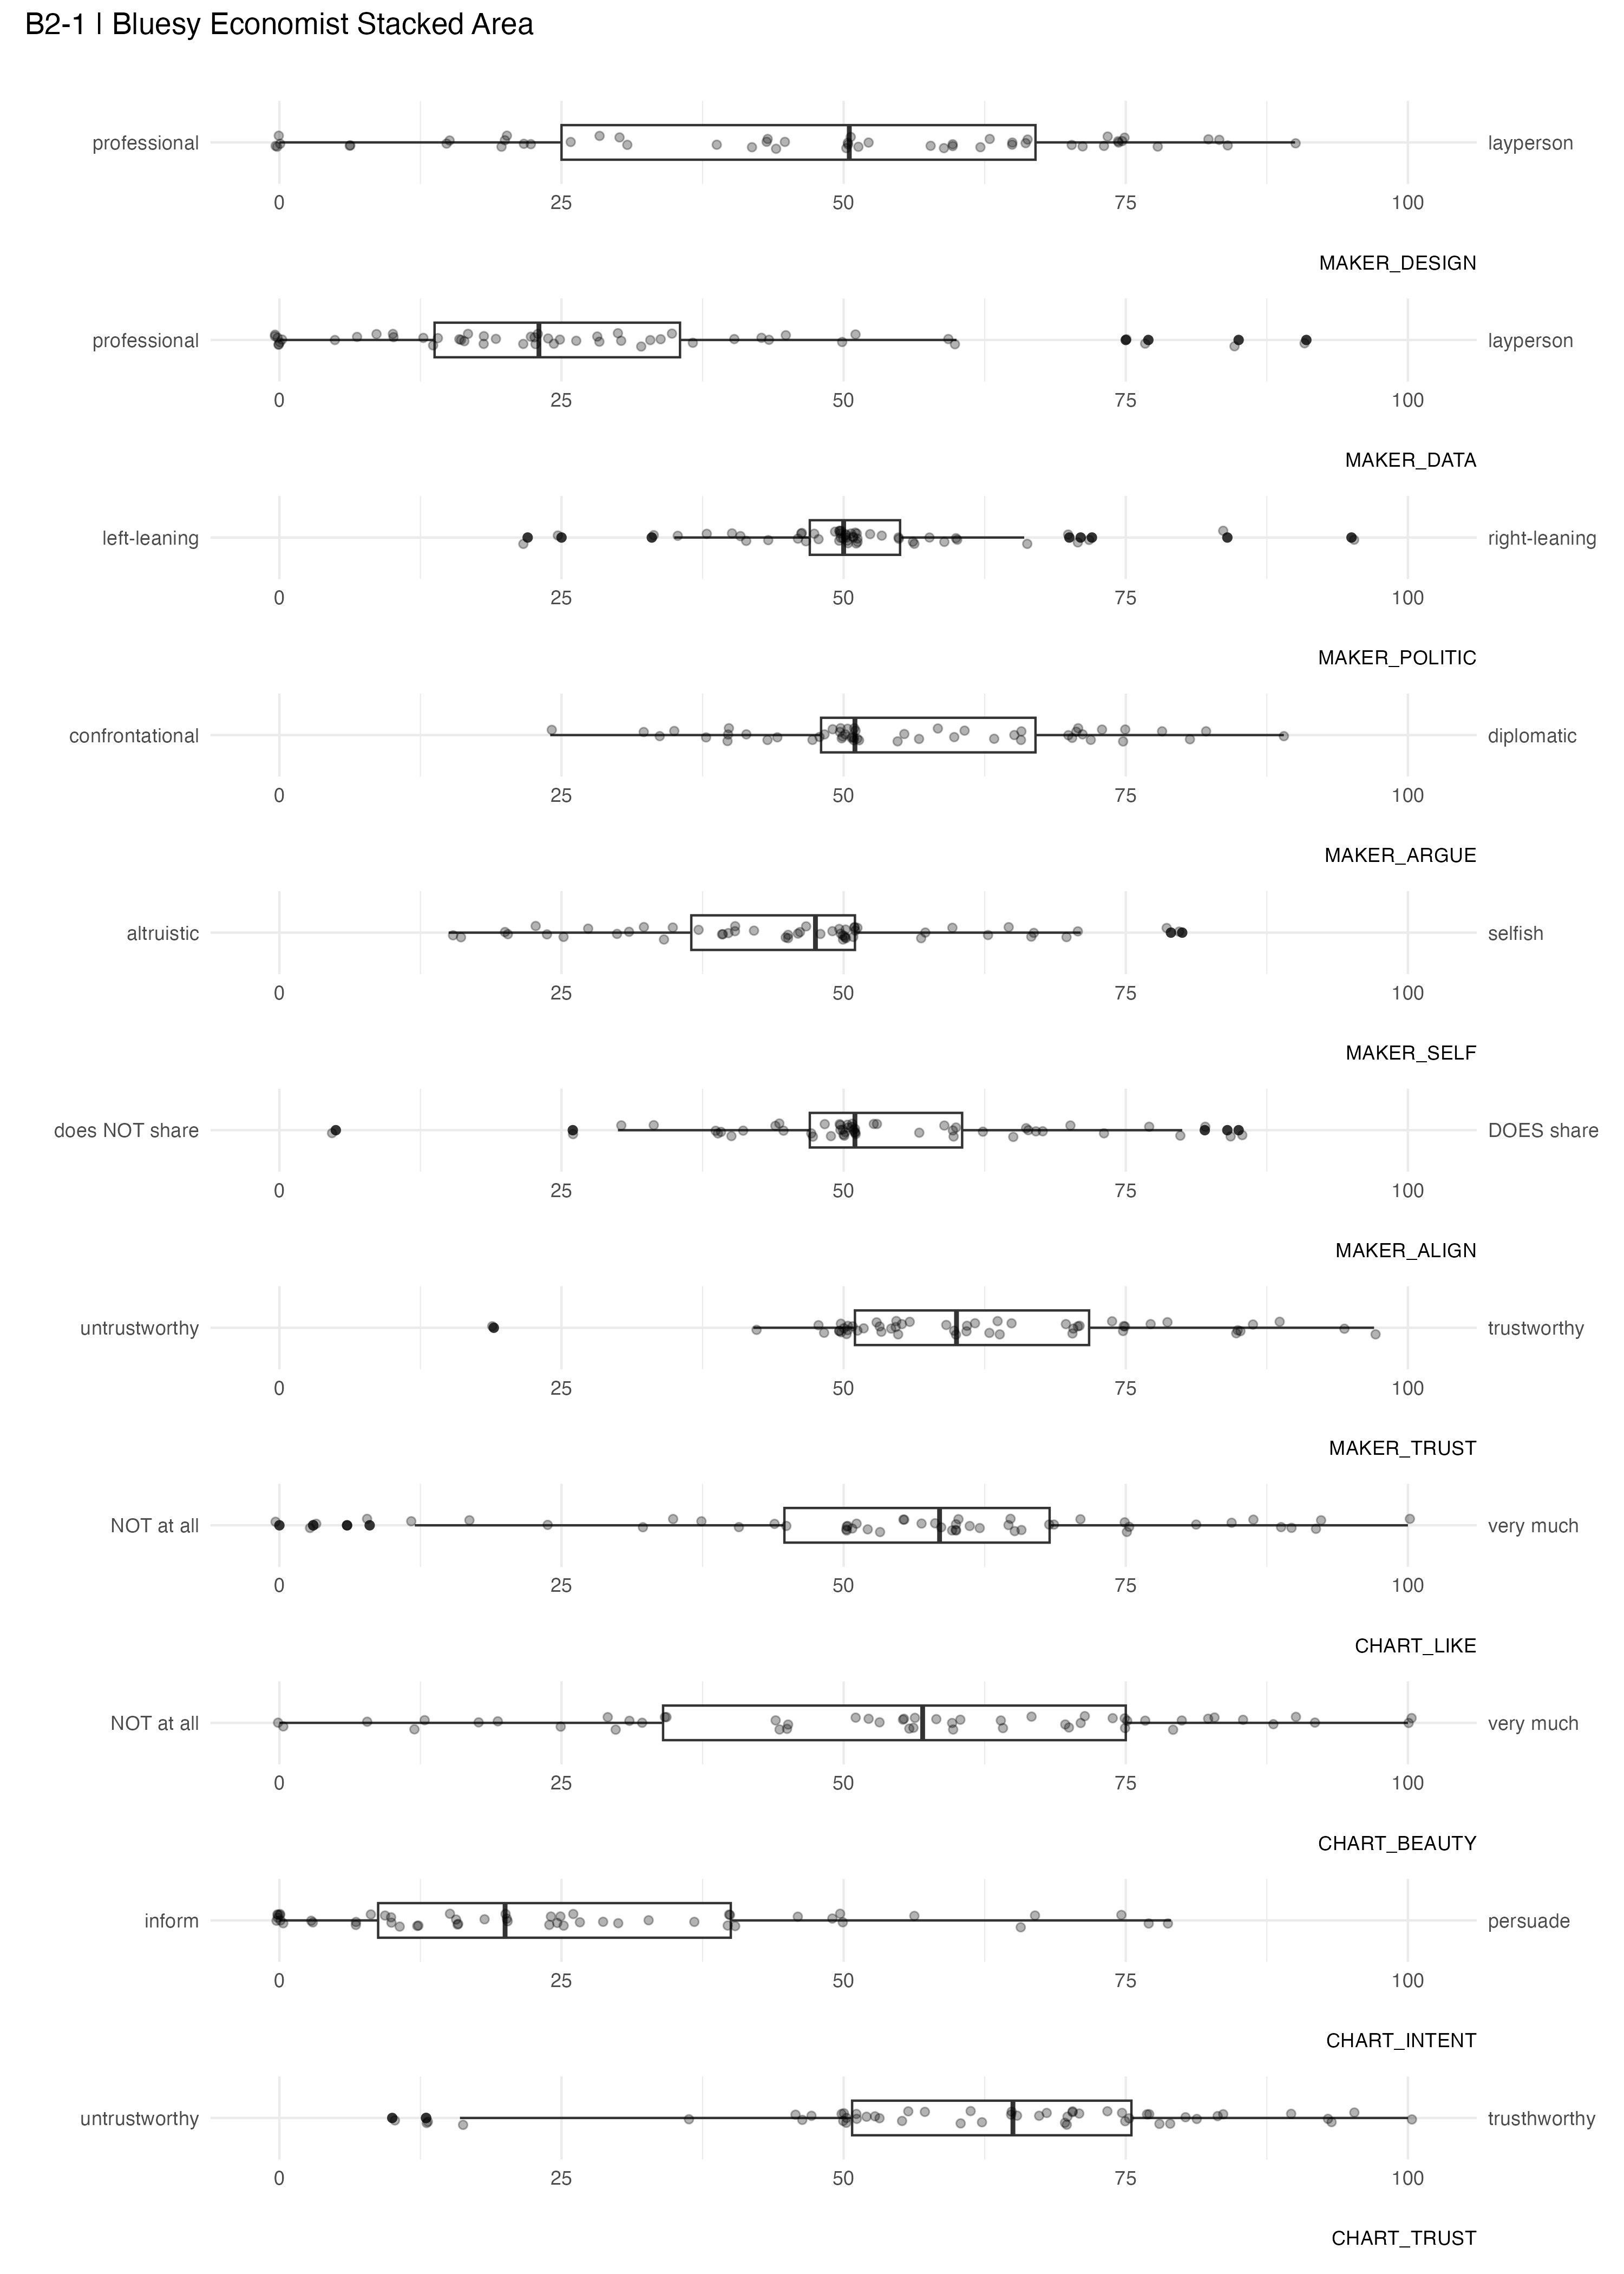 B2-1 | Bluesy Economist Stacked Area
professional layperson
0 25 50 75 100
MAKER_DESIGN
professional layperson
0 25 50 75 100
MAKER_DATA
left-leaning right-leaning
0 25 50 75 100
MAKER_POLITIC
confrontational diplomatic
0 25 50 75 100
MAKER_ARGUE
altruistic selfish
0 25 50 75 100
MAKER_SELF
does NOT share DOES share
0 25 50 75 100
MAKER_ALIGN
untrustworthy trustworthy
0 25 50 75 100
MAKER_TRUST
NOT at all very much
0 25 50 75 100
CHART_LIKE
NOT at all very much
0 25 50 75 100
CHART_BEAUTY
inform persuade
0 25 50 75 100
CHART_INTENT
untrustworthy trusthworthy
0 25 50 75 100
CHART_TRUST